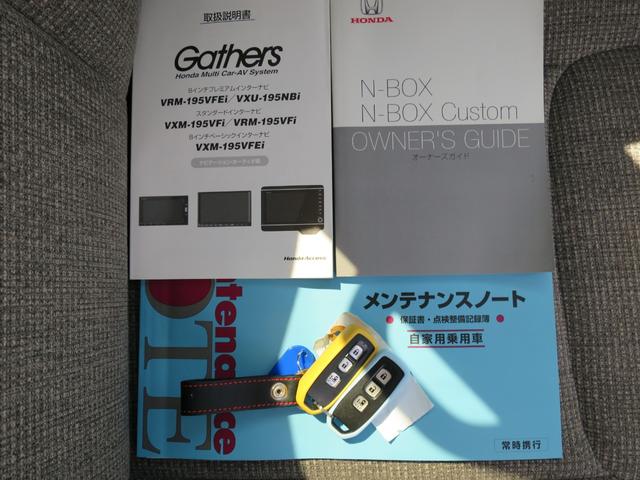 取扱説明書
Gathers
Honda Multi Car-AV System
8インチプレミアムインターナビ
VRM-195VFEi/VXU-195NBi
スタンダードインターナビ
VXM-195VFi/VRM-195VFi
8インチベーシックインターナビ
VXM-195VFEi
ナビゲーション・オーディオ編
Honda Access
HONDA
N-BOX
N-BOX Custom
OWNER'S GUIDE
オーナーズガイド
メンテナンスノート
保証書・点検整備記録簿
自家用乗用車
常時携行